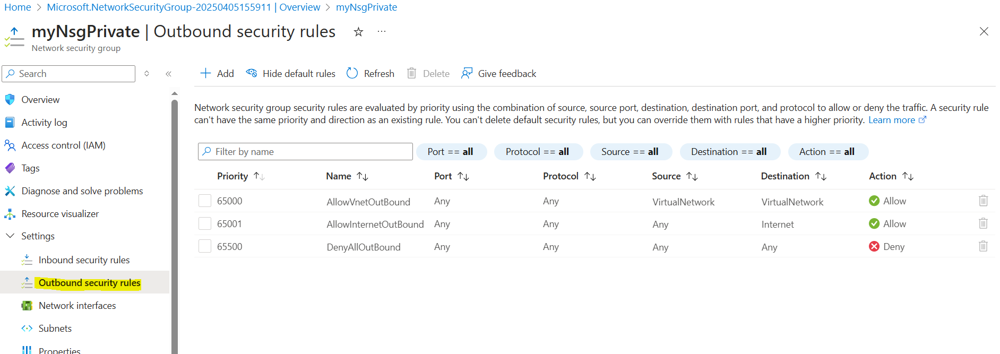 Home > Microsoft.NetworkSecurityGroup-20250405155911 | Overview > myNsgPrivate
myNsgPrivate | Outbound security rules
Network security group
Search
Add
Hide default rules
Refresh
Delete
Give feedback
Overview
Activity log
Access control (IAM)
Tags
Diagnose and solve problems
Resource visualizer
Settings
Inbound security rules
Outbound security rules
Network interfaces
Subnets
Properties
Network security group security rules are evaluated by priority using the combination of source, source port, destination, destination port, and protocol to allow or deny the traffic. A security rule
can't have the same priority and direction as an existing rule. You can't delete default security rules, but you can override them with rules that have a higher priority. Learn more
Filter by name
Port == all
Protocol == all
Source == all
Destination == all
Action == all
Priority Name Port Protocol Source Destination Action
65000 AllowVnetOutBound Any Any VirtualNetwork VirtualNetwork Allow
65001 AllowInternetOutBound Any Any Any Internet Allow
65500 DenyAllOutBound Any Any Any Any Deny